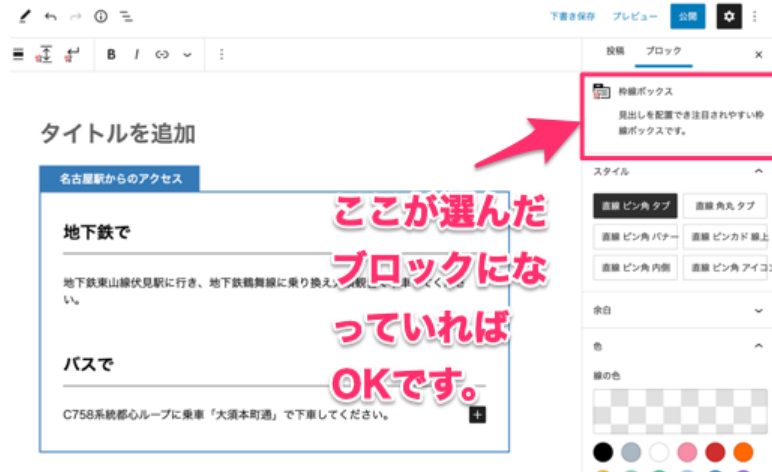 下書き保存 プレビュー 公開
B I
投稿 ブロック
枠線ボックス
見出しを配置でき注目されやすい枠
線ボックスです。
タイトルを追加
名古屋駅からのアクセス
地下鉄で
地下鉄東山線伏見駅に行き、地下鉄鶴舞線に乗り換え
い。
バスで
C758系統都心ループに乗車「大須本町通」で下車してください。
ここが選んだ
ブロックにな
っていれば
OKです。
スタイル
直線 ピン角 タブ 直線 角丸 タブ
直線 ピン角 バナー 直線 ピンカド 線上
直線 ピン角 内側 直線 ピン角 アイコン
余白
色
線の色